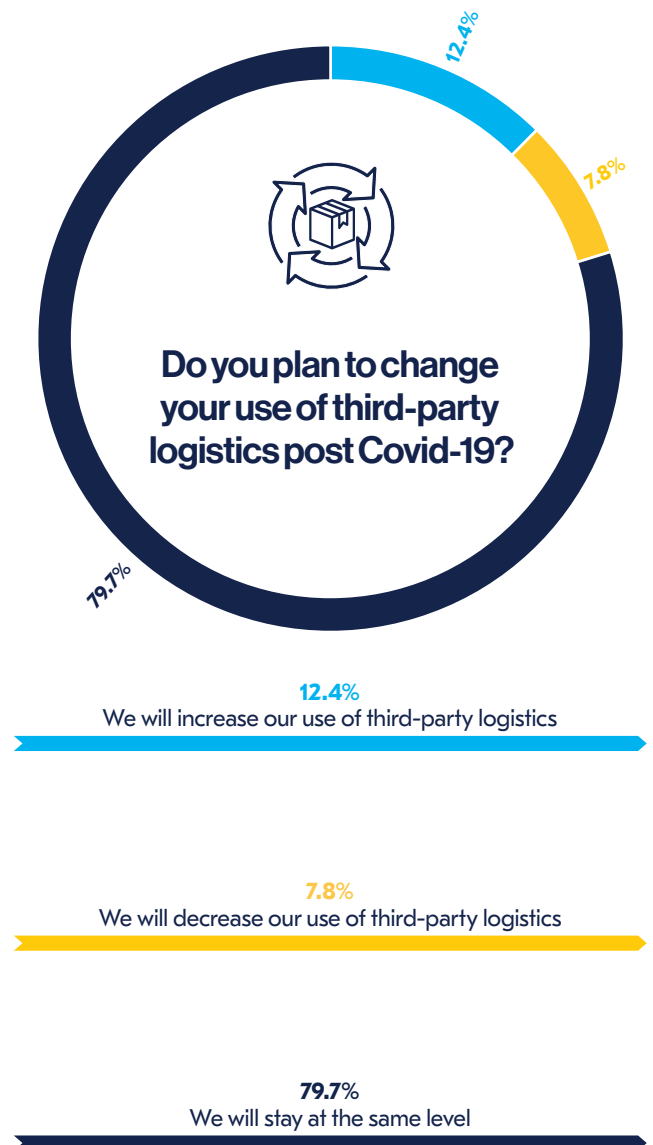 12.4%
7.8%
Do you plan to change
your use of third-party
logistics post Covid-19?
79.7%
12.4%
We will increase our use of third-party logistics
7.8%
We will decrease our use of third-party logistics
79.7%
We will stay at the same level